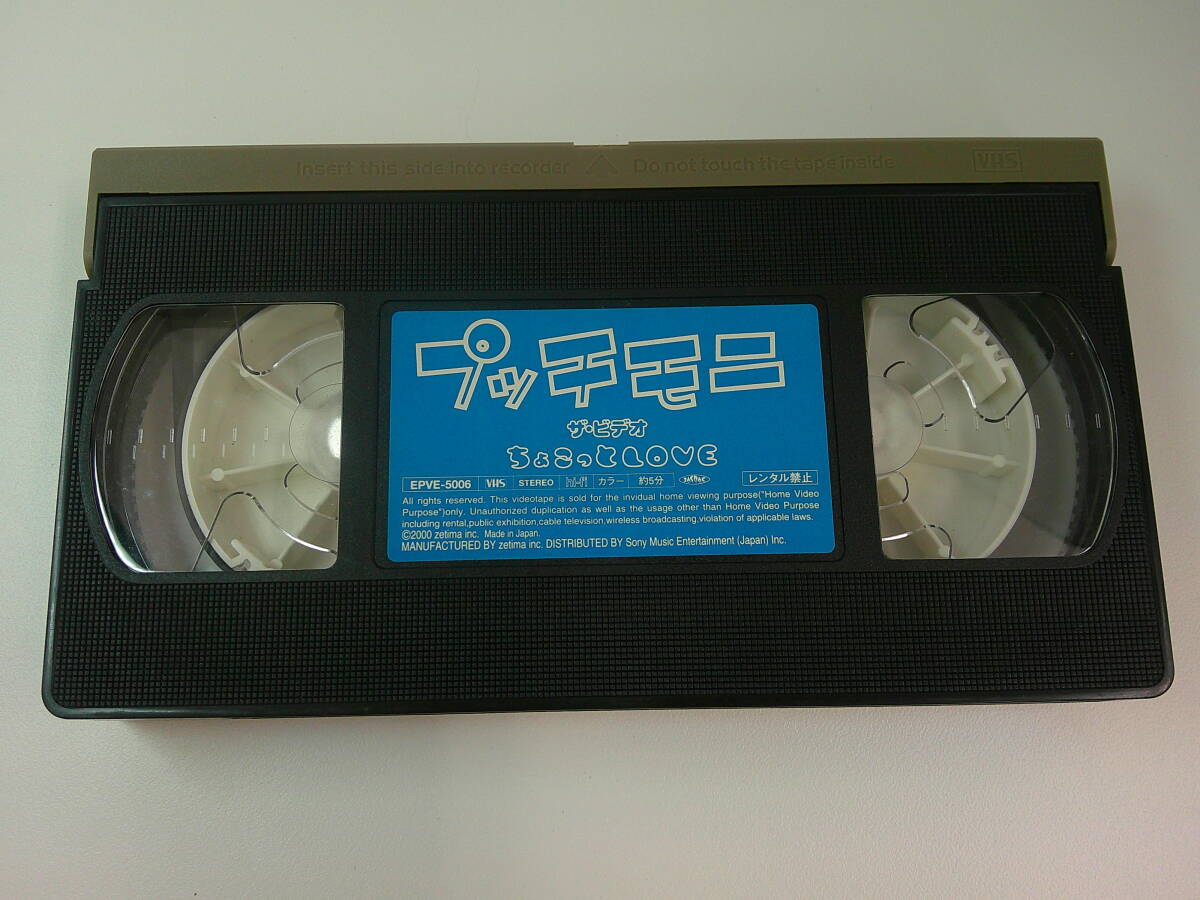 Insert this side into recorder Do not touch the tape inside VHS
プッチモニ
ザ・ビデオ
ちょこっとLOVE
EPVE-5006 VHS STEREO hi-fi カラー 約5分 レンタル禁止
All rights reserved. This videotape is sold for the invidual home viewing purpose("Home Video
Purpose")only. Unauthorized duplication as well as the usage other than Home Video Purpose
including rental,public exhibition,cable television,wireless broadcasting,violation of applicable laws.
©2000 zetima inc. Made in Japan.
MANUFACTURED BY zetima inc. DISTRIBUTED BY Sony Music Entertainment (Japan) Inc.